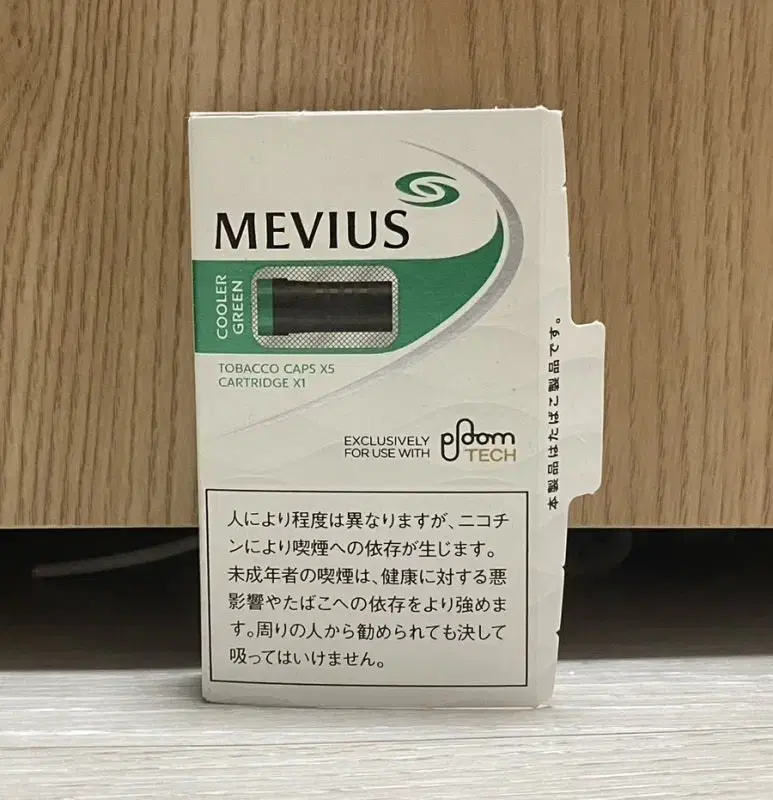 MEVIUS
COOLER
GREEN
TOBACCO CAPS X5
CARTRIDGE X1
EXCLUSIVELY
FOR USE WITH
ploom
TECH
本製品はたばこ製品です。
人により程度は異なりますが、ニコチ
ンにより喫煙への依存が生じます。
未成年者の喫煙は、健康に対する悪
影響やたばこへの依存をより強めま
す。周りの人から勧められても決して
吸ってはいけません。